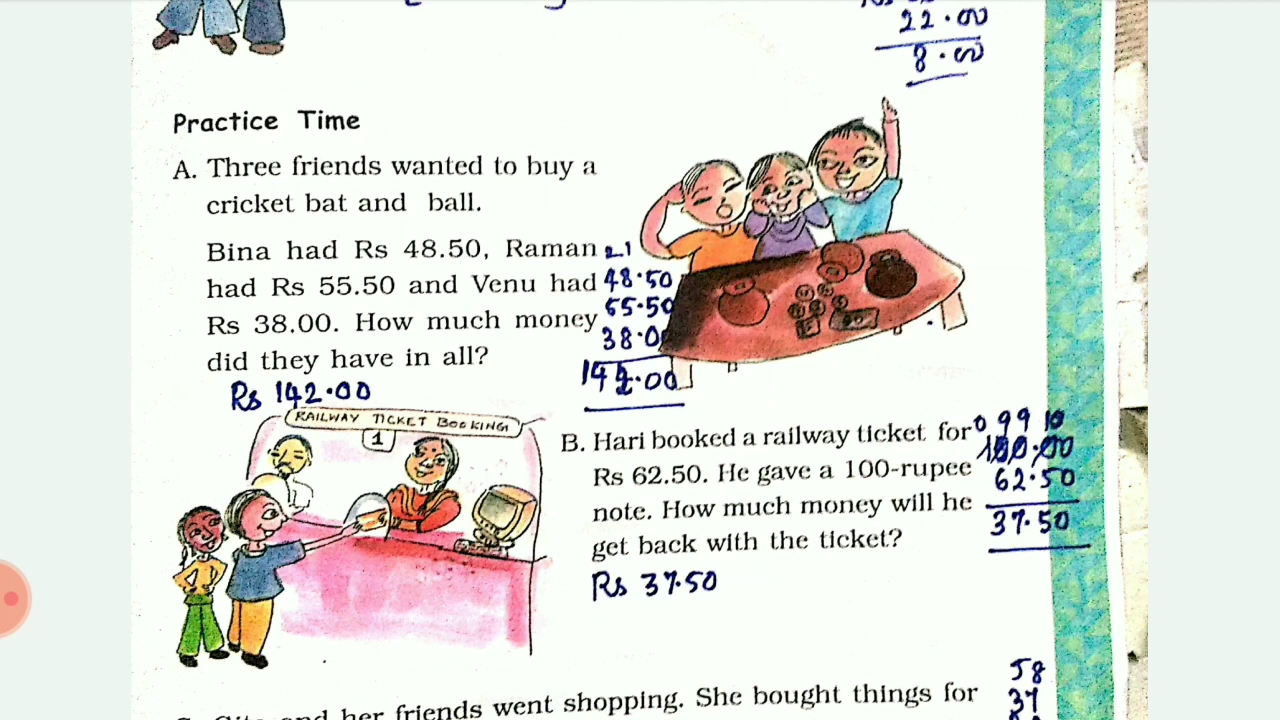 22.00
8.00
Practice Time
A. Three friends wanted to buy a
cricket bat and ball.
Bina had Rs 48.50, Raman
had Rs 55.50 and Venu had
Rs 38.00. How much money
did they have in all?
Rs 142.00
21
48.50
55.50
38.00
142.00
RAILWAY TICKET BOOKING
1
B. Hari booked a railway ticket for
Rs 62.50. He gave a 100-rupee
note. How much money will he
get back with the ticket?
Rs 37.50
0 99 10
100.00
62.50
37.50
and her friends went shopping. She bought things for
58
37